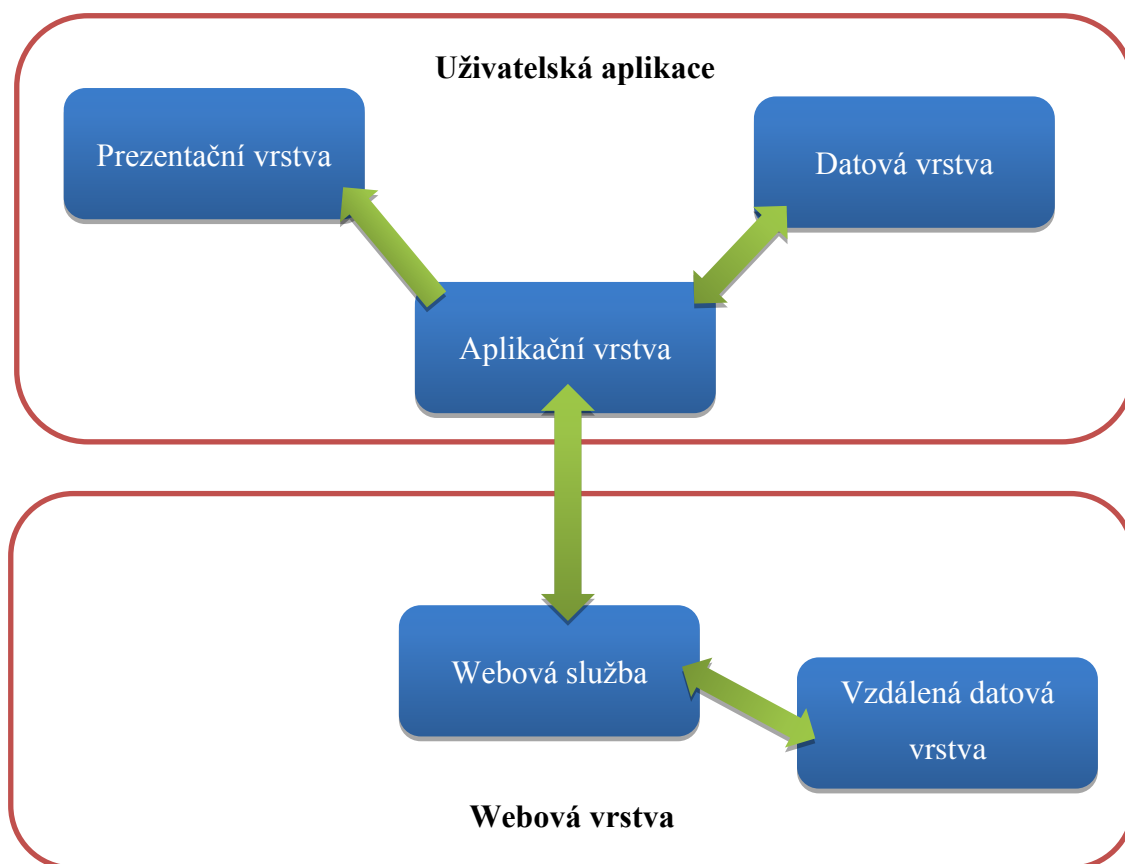 Uživatelská aplikace
Prezentační vrstva
Datová vrstva
Aplikační vrstva
Webová služba
Vzdálená datová
vrstva
Webová vrstva